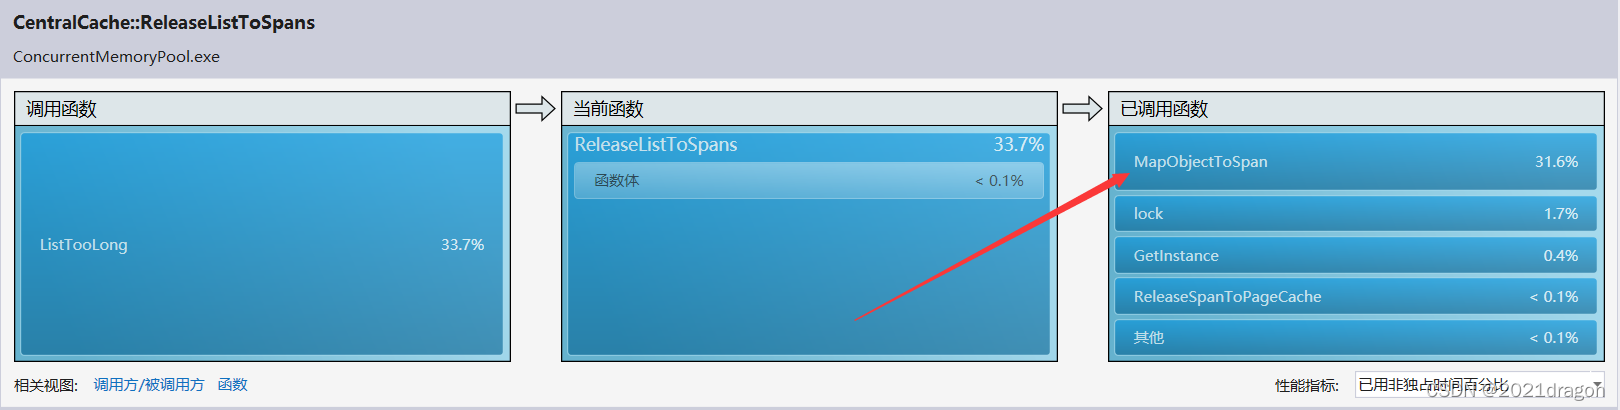 CentralCache::ReleaseListToSpans
ConcurrentMemoryPool.exe
调用函数
ListTooLong 33.7%
当前函数
ReleaseListToSpans 33.7%
函数体 < 0.1%
已调用函数
MapObjectToSpan 31.6%
lock 1.7%
GetInstance 0.4%
ReleaseSpanToPageCache < 0.1%
其他 < 0.1%
相关视图: 调用方/被调用方 函数
性能指标: 已用非独占时间百分比
CSDN @2021dragon